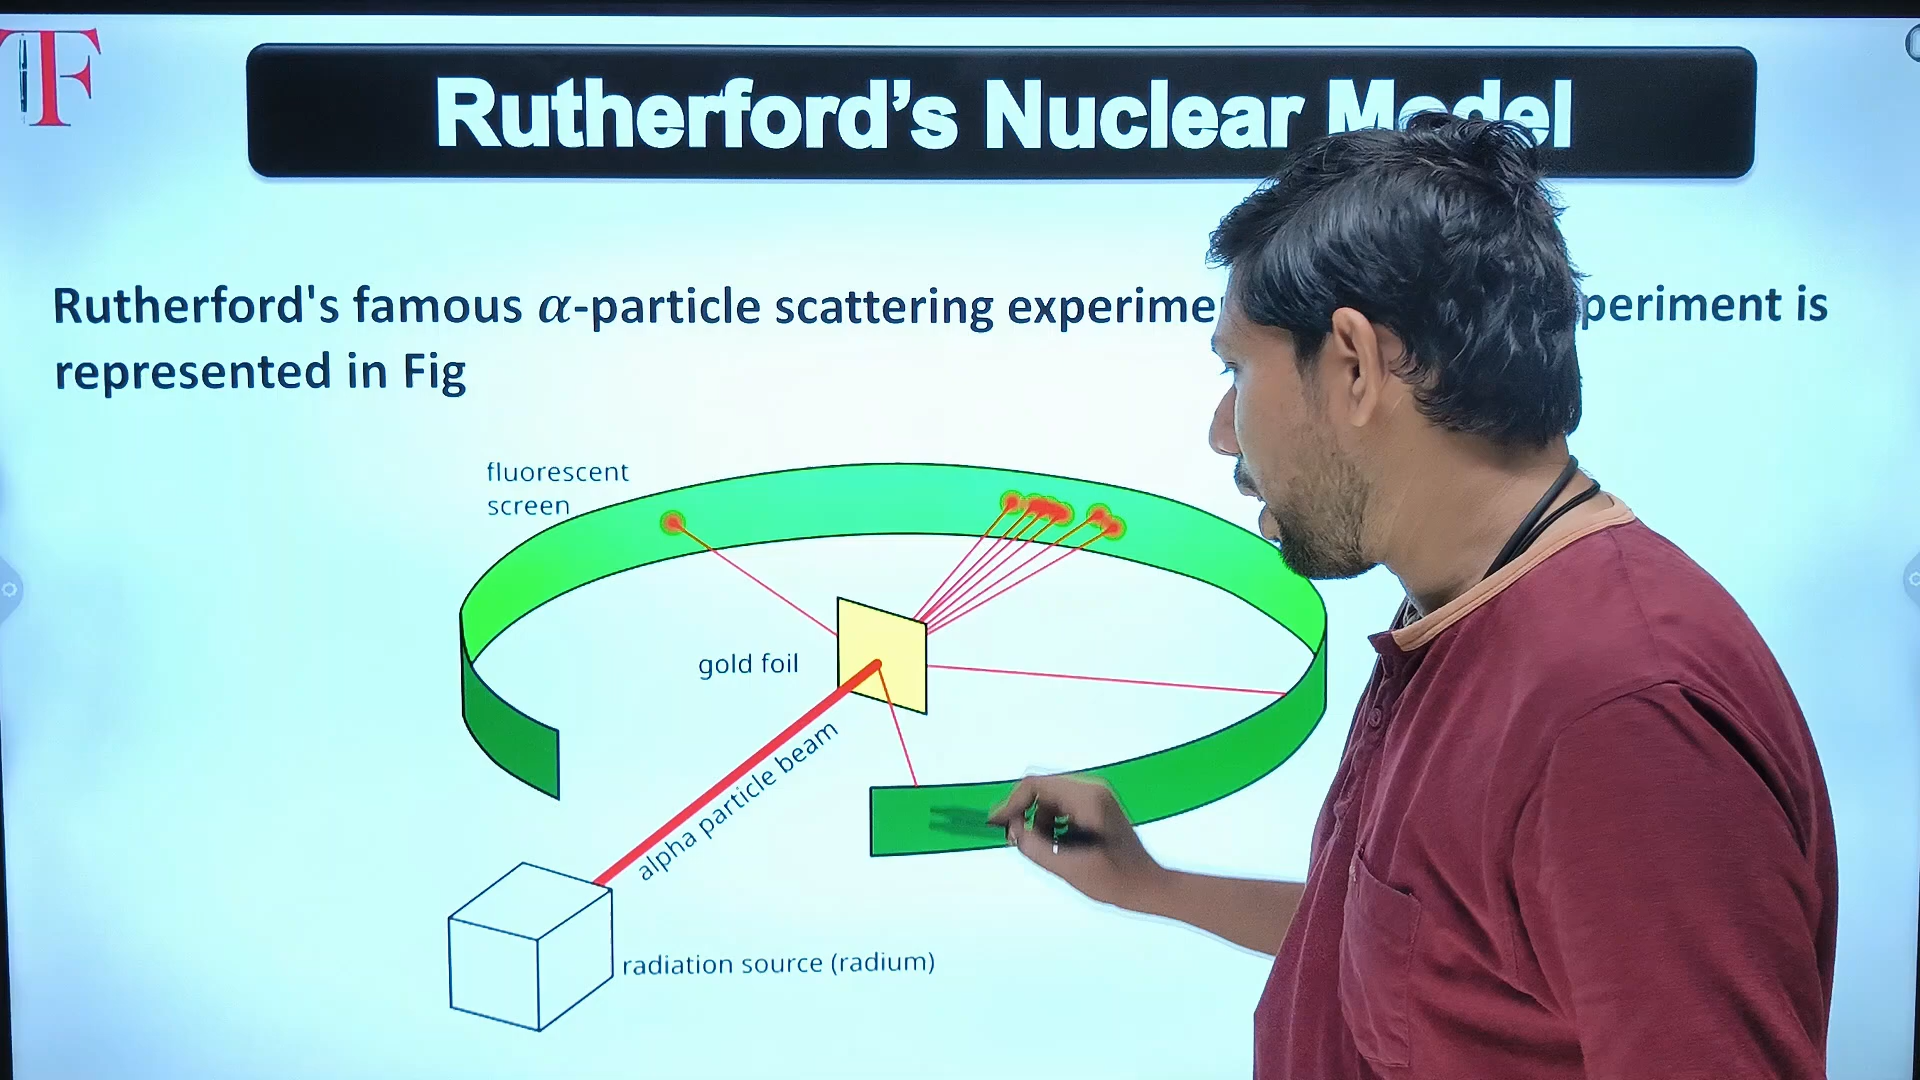 TF
Rutherford's Nuclear Model
Rutherford's famous α-particle scattering periment is
represented in Fig
fluorescent
screen
gold foil
alpha particle beam
radiation source (radium)